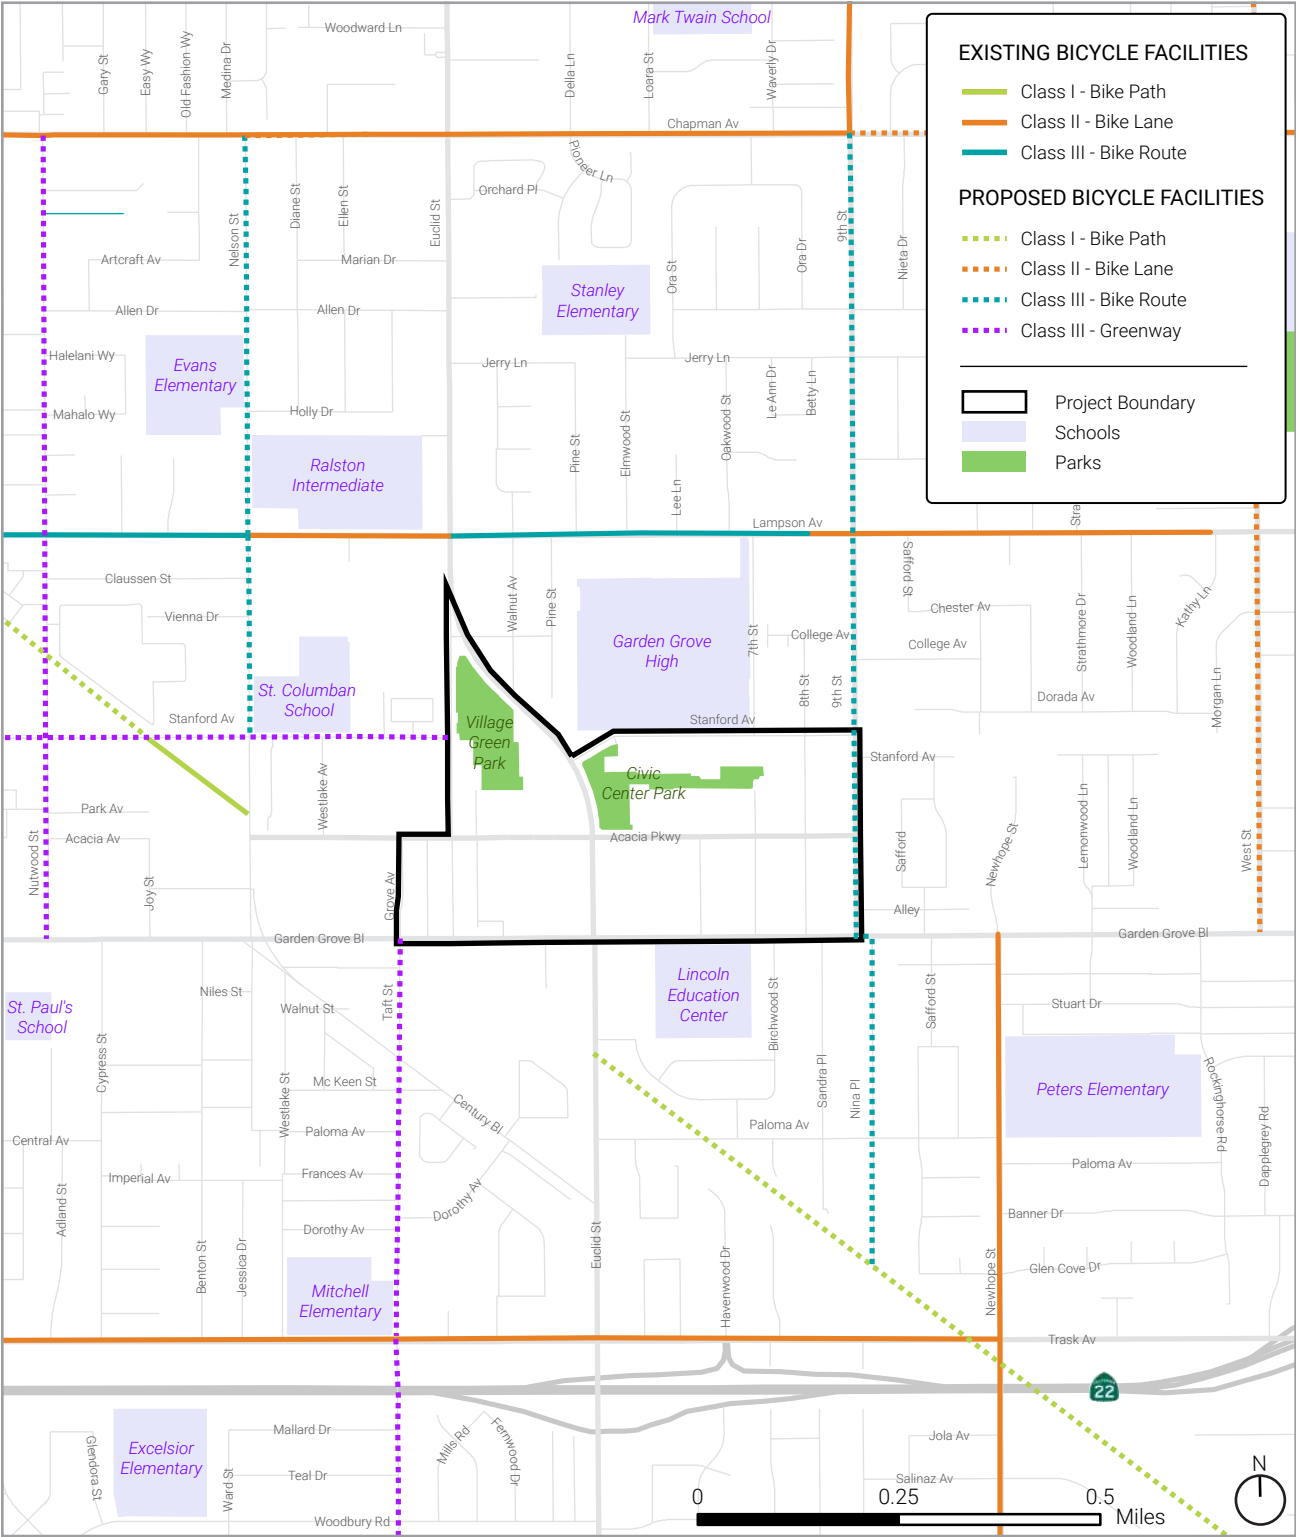 Mark Twain School
Woodward Ln
Gary St
Easy Wy
Old Fashion Wy
Medina Dr
Della Ln
Loara St
Waverly Dr
Chapman Av
EXISTING BICYCLE FACILITIES
Class I - Bike Path
Class II - Bike Lane
Class III - Bike Route
PROPOSED BICYCLE FACILITIES
Class I - Bike Path
Class II - Bike Lane
Class III - Bike Route
Class III - Greenway
Project Boundary
Schools
Parks
Pioneer Ln
Orchard Pl
Diane St
Ellen St
Nelson St
Euclid St
9th St
Ora St
Ora Dr
Nieta Dr
Artcraft Av
Marian Dr
Allen Dr
Allen Dr
Stanley
Elementary
Halelani Wy
Evans
Elementary
Jerry Ln
Jerry Ln
Le Ann Dr
Betty Ln
Mahalo Wy
Holly Dr
Pine St
Elmwood St
Oakwood St
Lee Ln
Ralston
Intermediate
Lampson Av
Stra
Claussen St
Vienna Dr
Walnut Av
Pine St
Garden Grove
High
7th St
College Av
8th St
9th St
Safford St
Chester Av
College Av
Strathmore Dr
Woodland Ln
Kathy Ln
Dorada Av
Morgan Ln
St. Columban
School
Stanford Av
Stanford Av
Stanford Av
Village
Green
Park
Civic
Center Park
Westlake Av
Park Av
Acacia Av
Acacia Pkwy
Nutwood St
Joy St
Grove Av
Safford
Newhope St
Lemonwood Ln
Woodland Ln
West St
Alley
Garden Grove Bl
Garden Grove Bl
St. Paul's
School
Niles St
Walnut St
Taft St
Lincoln
Education
Center
Birchwood St
Safford St
Stuart Dr
Cypress St
Westlake St
Mc Keen St
Century Bl
Sandra Pl
Nina Pl
Peters Elementary
Rockinghorse Rd
Dapplegrey Rd
Central Av
Paloma Av
Paloma Av
Paloma Av
Imperial Av
Frances Av
Adland St
Dorothy Av
Dorothy Av
Banner Dr
Benton St
Jessica Dr
Euclid St
Havenwood Dr
Newhope St
Glen Cove Dr
Mitchell
Elementary
Trask Av
22
Excelsior
Elementary
Glendora St
Ward St
Mallard Dr
Teal Dr
Woodbury Rd
Mills Rd
Fernwood Dr
Jola Av
Salinaz Av
0
0.25
0.5
Miles
N